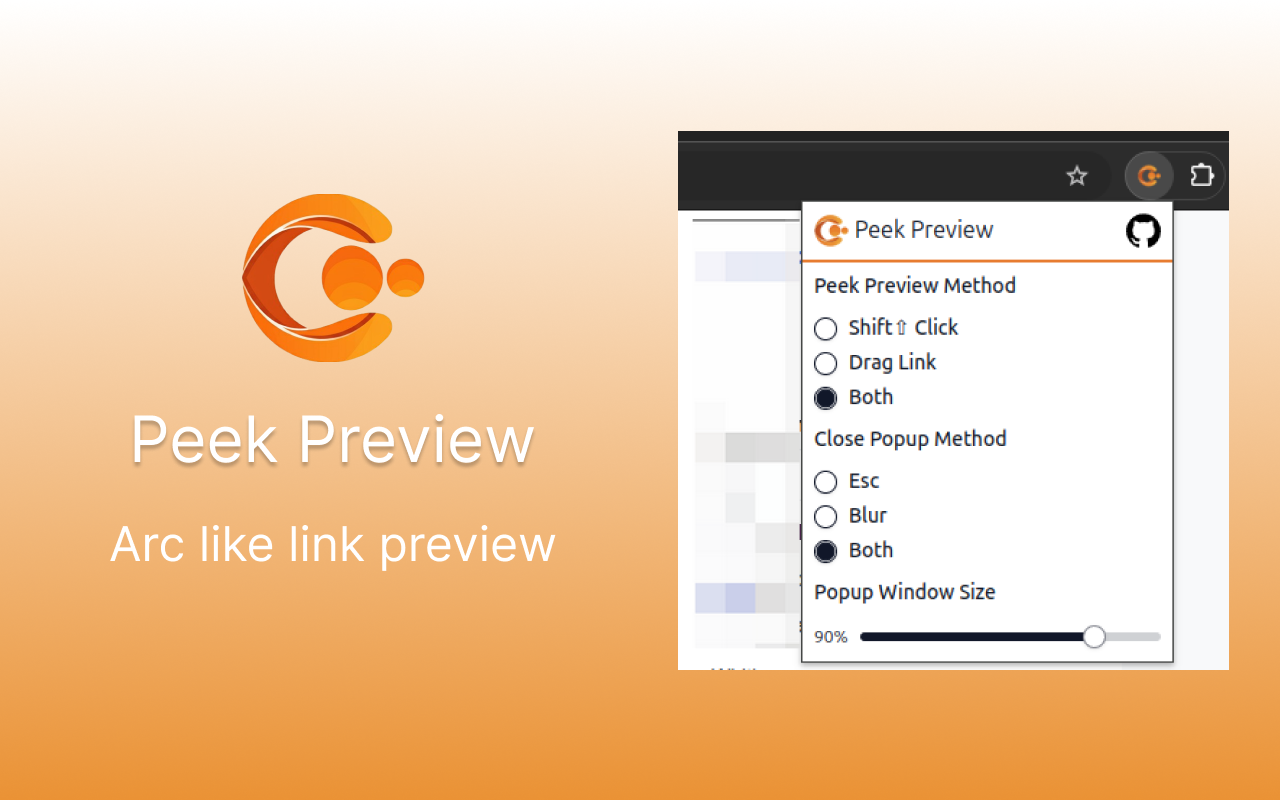 Peek Preview
Arc like link preview
Peek Preview
Peek Preview Method
Shift⇧ Click
Drag Link
Both
Close Popup Method
Esc
Blur
Both
Popup Window Size
90%